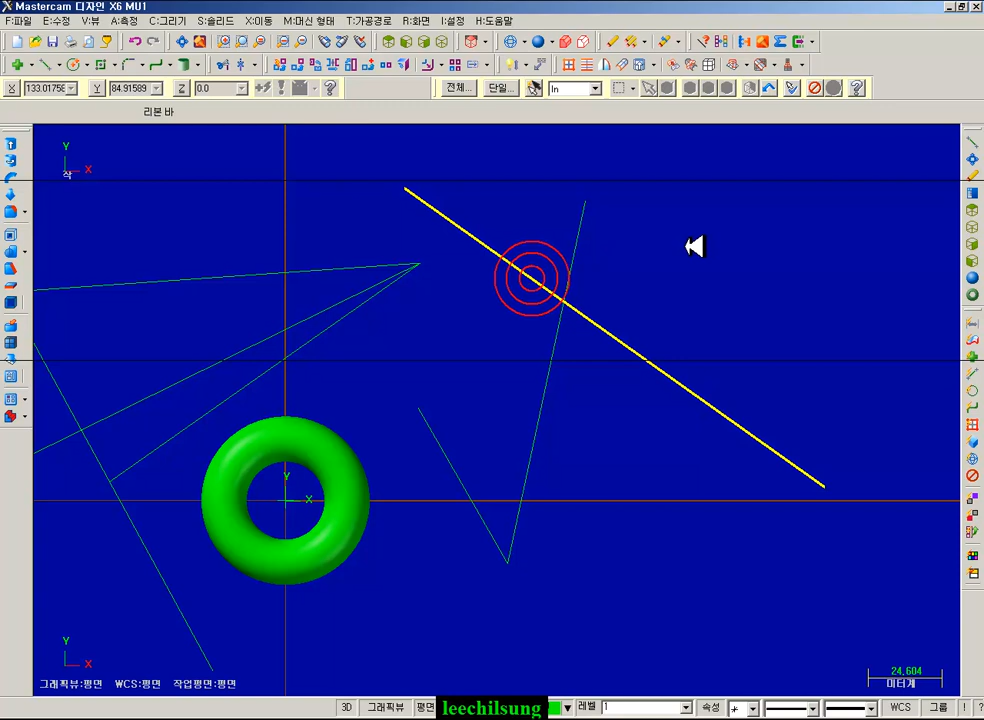 Mastercam 디자인 X6 MU1
F:파일 E:수정 V:뷰 A:측정 C:그리기 S:솔리드 X:이동 M:머신 형태 T:가공경로 R:화면 I:설정 H:도움말
X 133.01759 Y 84.91589 Z 0.0 전체... 단일... In
리본 바
Y
X
Y
X
Y
X
그래픽뷰:평면 WCS:평면 작업평면:평면
24.604
미터계
3D 그래픽뷰 평면 leechilsung 레벨 1 속성 WCS 그룹 ! ?